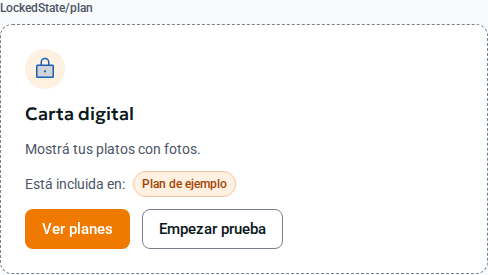 LockedState/plan
Carta digital
Mostrá tus platos con fotos.
Está incluida en: Plan de ejemplo
Ver planes Empezar prueba